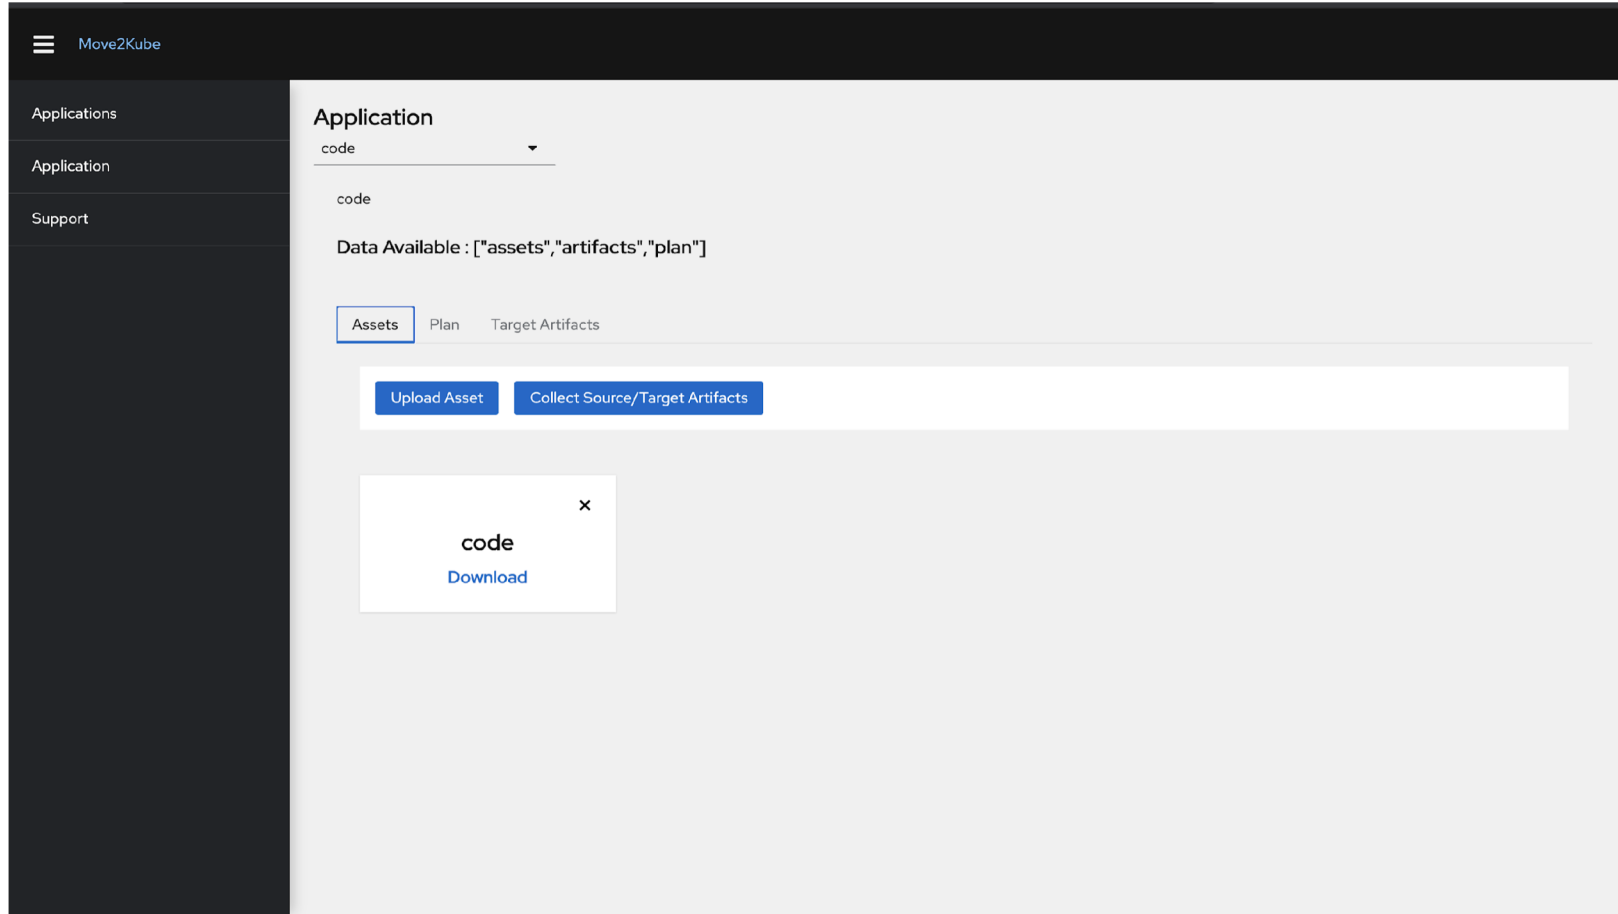 Move2Kube
Applications
Application
Support
Application
code
code
Data Available : ["assets","artifacts","plan"]
Assets Plan Target Artifacts
Upload Asset Collect Source/Target Artifacts
code
Download